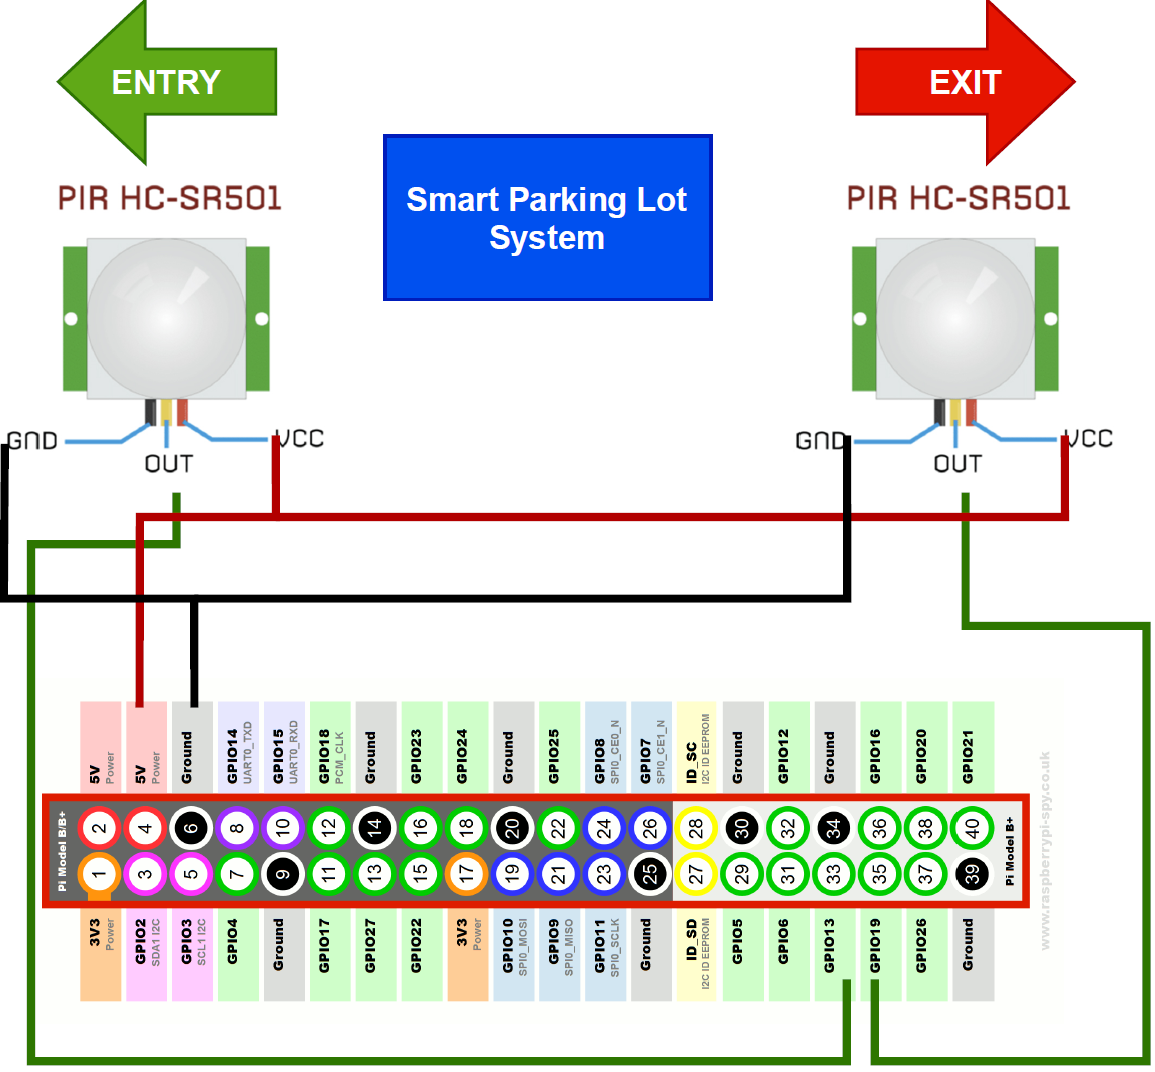 ENTRY
EXIT
Smart Parking Lot
System
PIR HC-SR501
PIR HC-SR501
GND
VCC
OUT
GND
VCC
OUT
5V
Power
5V
Power
Ground
GPIO14
UART0_TXD
GPIO15
UART0_RXD
GPIO18
PCM_CLK
Ground
GPIO23
GPIO24
Ground
GPIO25
GPIO8
SPI0_CE0_N
GPIO7
SPI0_CE1_N
ID_SC
I2C ID EEPROM
Ground
GPIO12
Ground
GPIO16
GPIO20
GPIO21
Pi Model B/B+
2 4 6 8 10 12 14 16 18 20 22 24 26 28 30 32 34 36 38 40
1 3 5 7 9 11 13 15 17 19 21 23 25 27 29 31 33 35 37 39
Pi Model B+
3V3
Power
GPIO2
SDA1 I2C
GPIO3
SCL1 I2C
GPIO4
Ground
GPIO17
GPIO27
GPIO22
3V3
Power
GPIO10
SPI0_MOSI
GPIO9
SPI0_MISO
GPIO11
SPI0_SCLK
Ground
ID_SD
I2C ID EEPROM
GPIO5
GPIO6
GPIO13
GPIO19
GPIO26
Ground
www.raspberrypi-spy.co.uk